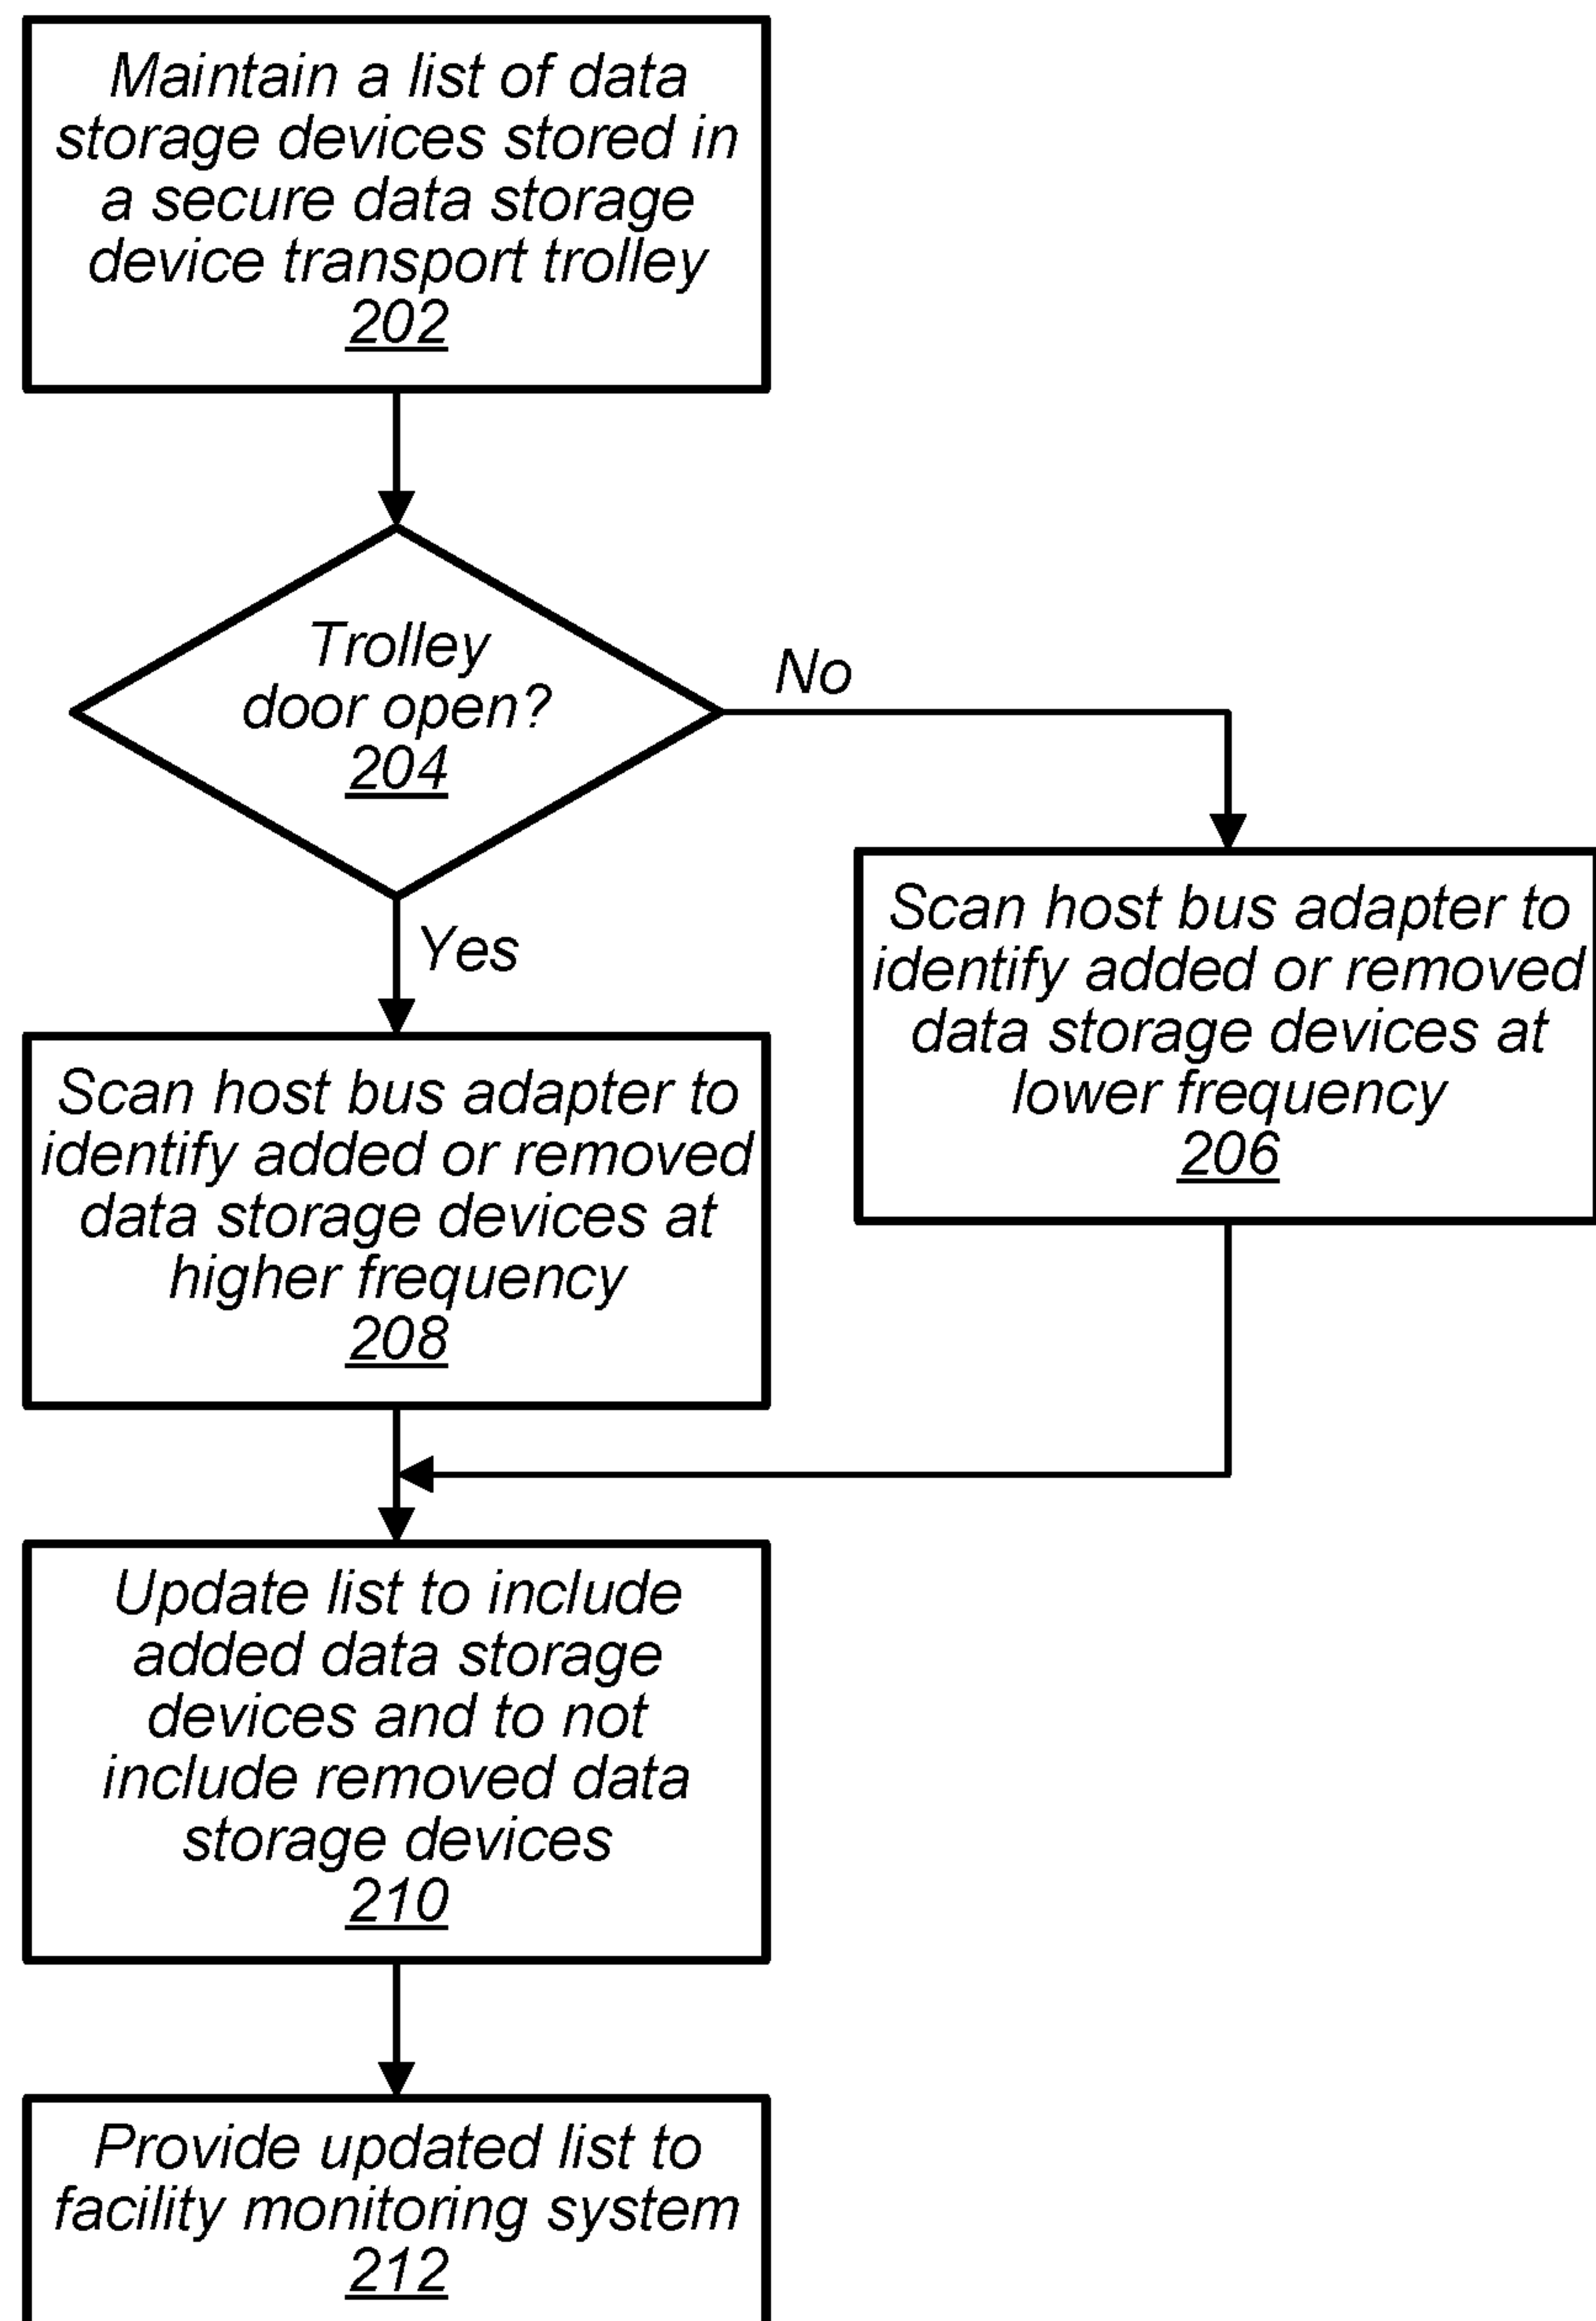 Maintain a list of data
storage devices stored in
a secure data storage
device transport trolley
202
Trolley
door open?
204
No
Yes
Scan host bus adapter to
identify added or removed
data storage devices at
lower frequency
206
Scan host bus adapter to
identify added or removed
data storage devices at
higher frequency
208
Update list to include
added data storage
devices and to not
include removed data
storage devices
210
Provide updated list to
facility monitoring system
212